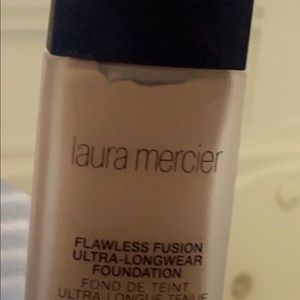 laura mercier
FLAWLESS FUSION
ULTRA-LONGWEAR
FOUNDATION
FOND DE TEINT
ULTRA-LONGUE TENUE